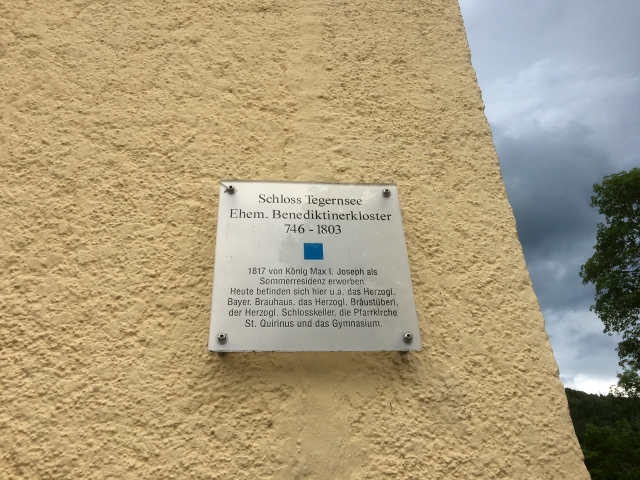 Schloss Tegernsee
Ehem. Benediktinerkloster
746 - 1803
1817 von König Max I. Joseph als
Sommerresidenz erworben.
Heute befinden sich hier u.a. das Herzogl.
Bayer. Brauhaus, das Herzogl. Bräustüberl,
der Herzogl. Schlosskeller, die Pfarrkirche
St. Quirinus und das Gymnasium.